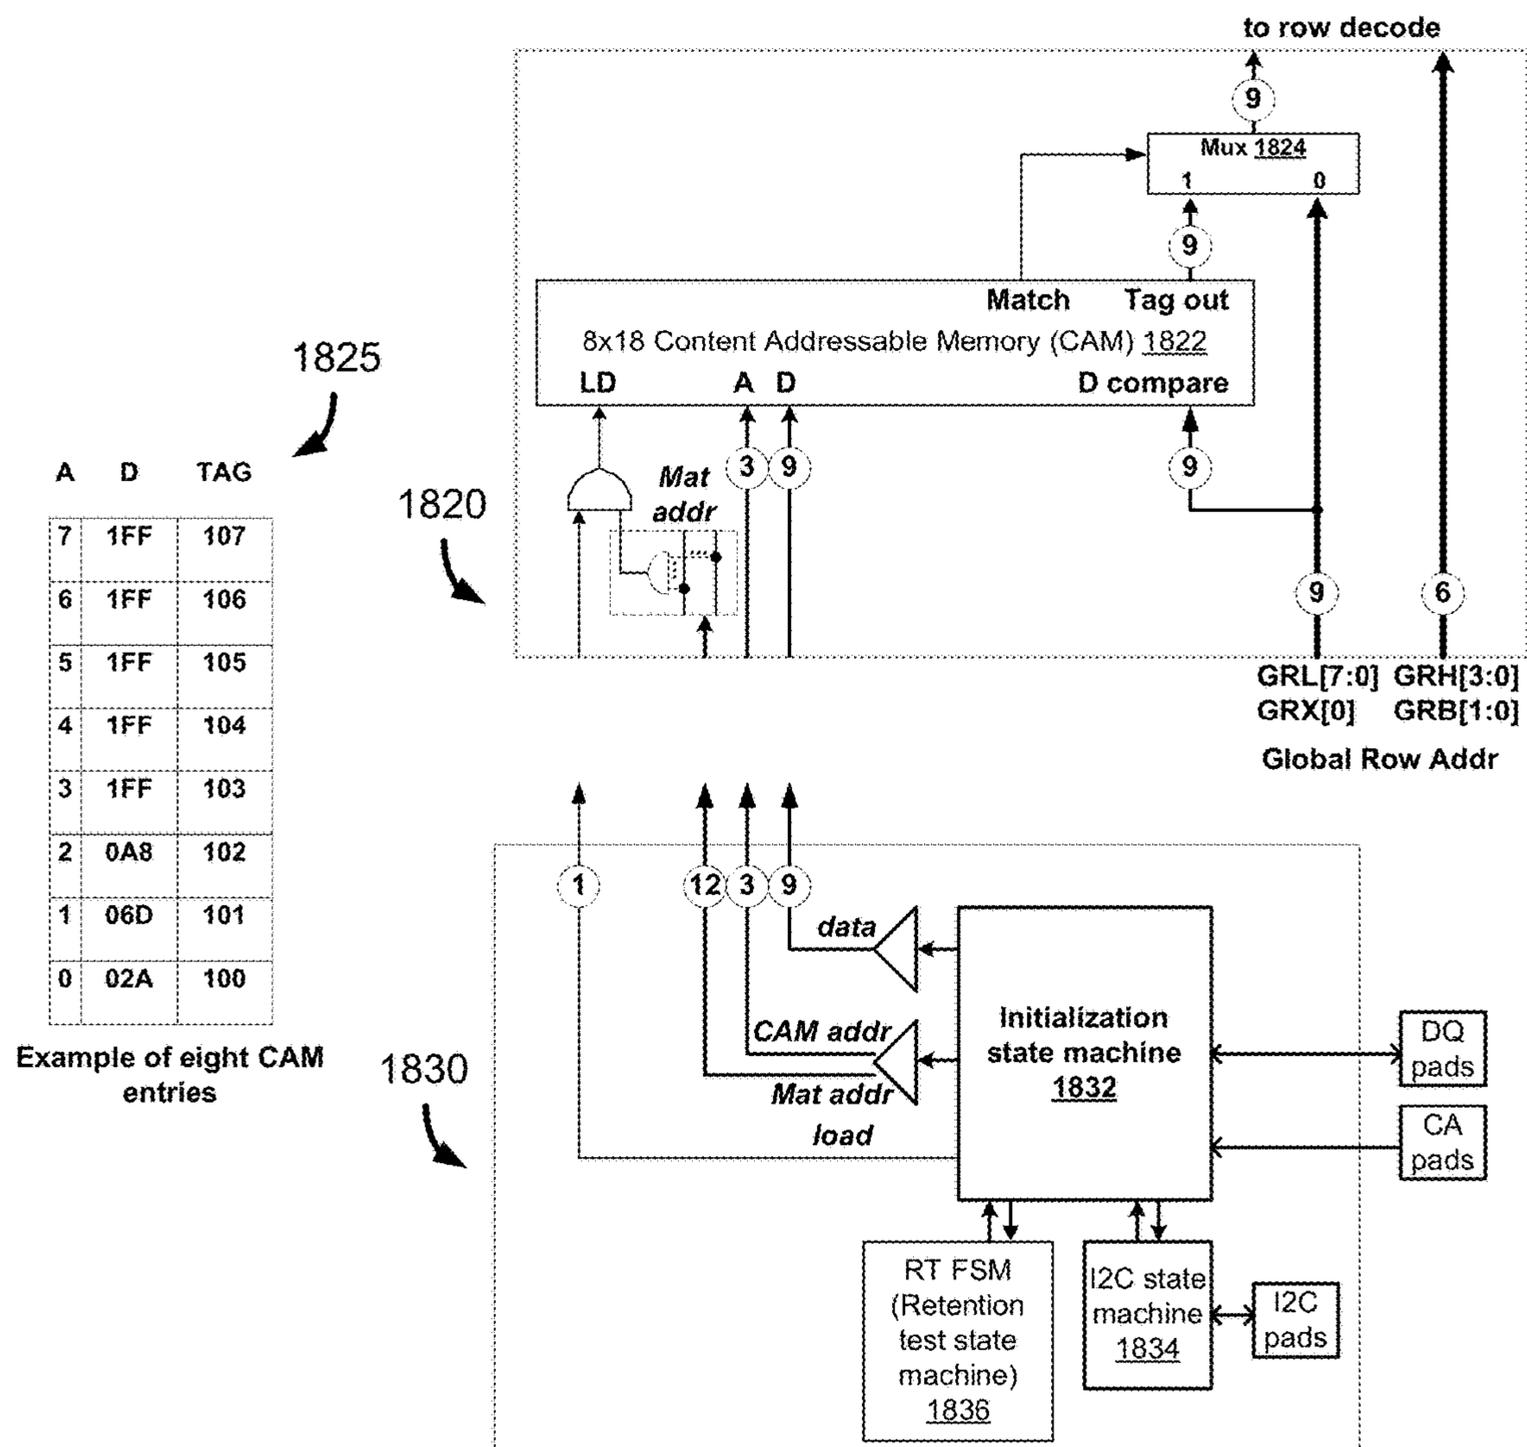 to row decode
9
Mux 1824
1 0
9
Match Tag out
8x18 Content Addressable Memory (CAM) 1822
LD A D D compare
1825
1820
Mat
addr
3 9 9
9 6
GRL[7:0] GRH[3:0]
GRX[0] GRB[1:0]
Global Row Addr
A D TAG
7 1FF 107
6 1FF 106
5 1FF 105
4 1FF 104
3 1FF 103
2 0A8 102
1 06D 101
0 02A 100
Example of eight CAM
entries
1830
1 12 3 9
data
CAM addr
Mat addr
load
Initialization
state machine
1832
DQ
pads
CA
pads
RT FSM
(Retention
test state
machine)
1836
I2C state
machine
1834
I2C
pads